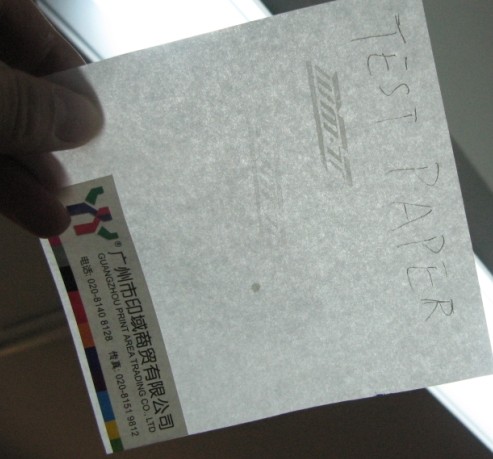 TEST PAPER
广州市印域商贸有限公司
GUANGZHOU PRINT AREA TRADING CO., LTD
电话: 020-8140 6128 传真: 020-8151 9812